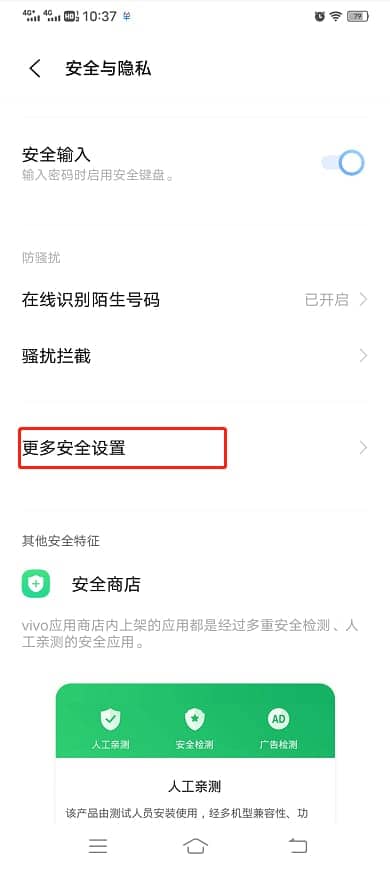 4G+ 4G HD 10:37 单 79
安全与隐私
安全输入
输入密码时启用安全键盘。
防骚扰
在线识别陌生号码 已开启
骚扰拦截
更多安全设置
其他安全特征
安全商店
vivo应用商店内上架的应用都是经过多重安全检测、人
工亲测的安全应用。
AD
人工亲测 安全检测 广告检测
人工亲测
该产品由测试人员安装使用，经多机型兼容性、功